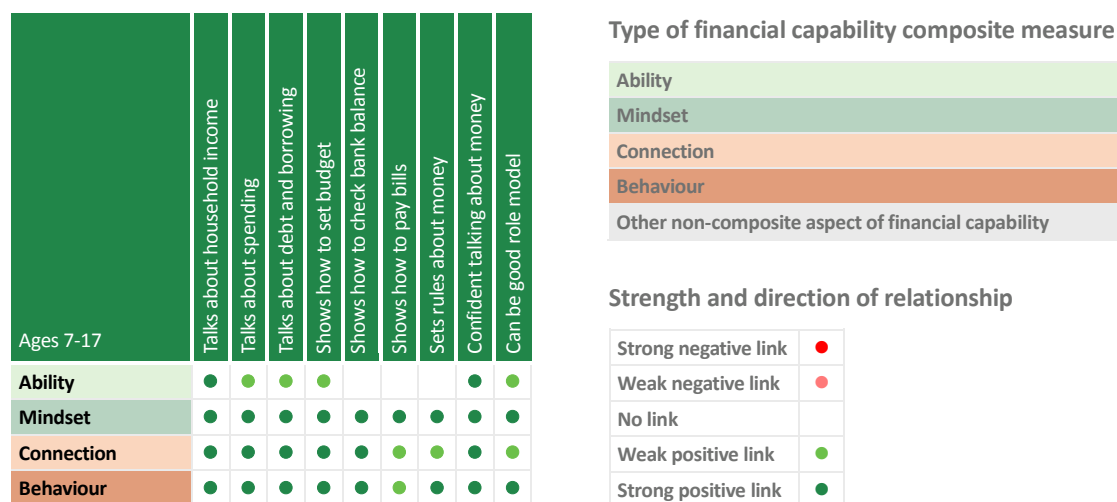 Ages 7-17
Talks about household income
Talks about spending
Talks about debt and borrowing
Shows how to set budget
Shows how to check bank balance
Shows how to pay bills
Sets rules about money
Confident talking about money
Can be good role model
Ability
Mindset
Connection
Behaviour
Type of financial capability composite measure
Ability
Mindset
Connection
Behaviour
Other non-composite aspect of financial capability
Strength and direction of relationship
Strong negative link
Weak negative link
No link
Weak positive link
Strong positive link